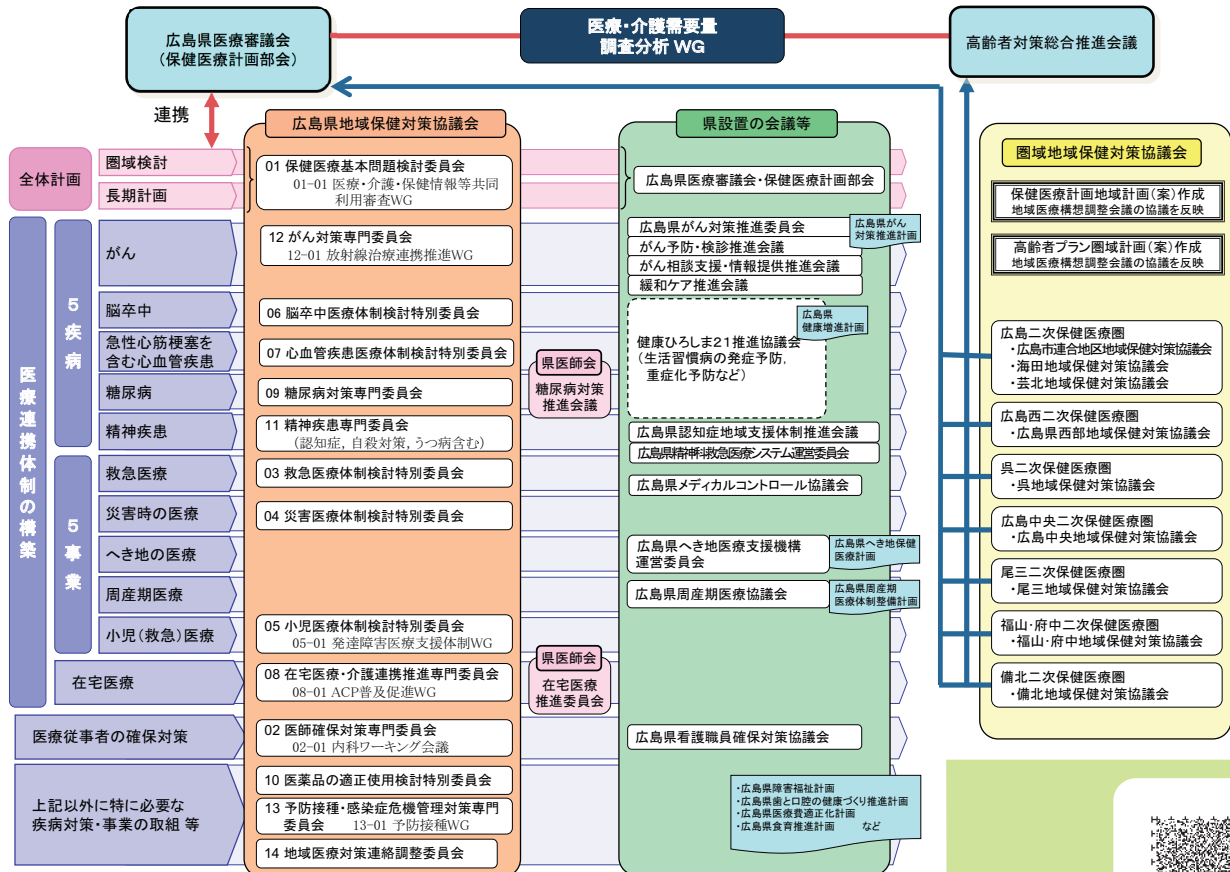 広島県医療審議会
（保健医療計画部会）
医療・介護需要量
調査分析 WG
高齢者対策総合推進会議
連携
広島県地域保健対策協議会
県設置の会議等
圏域地域保健対策協議会
全体計画
圏域検討
長期計画
01 保健医療基本問題検討委員会
01-01 医療・介護・保健情報等共同
利用審査WG
広島県医療審議会・保健医療計画部会
保健医療計画地域計画（案）作成
地域医療構想調整会議の協議を反映
高齢者プラン圏域計画（案）作成
地域医療構想調整会議の協議を反映
医療連携体制の構築
５疾病
がん
12 がん対策専門委員会
12-01 放射線治療連携推進WG
広島県がん対策推進委員会
がん予防・検診推進会議
がん相談支援・情報提供推進会議
緩和ケア推進会議
広島県がん
対策推進計画
脳卒中
06 脳卒中医療体制検討特別委員会
急性心筋梗塞を
含む心血管疾患
07 心血管疾患医療体制検討特別委員会
糖尿病
09 糖尿病対策専門委員会
県医師会
糖尿病対策
推進会議
広島県
健康増進計画
健康ひろしま２１推進協議会
（生活習慣病の発症予防,
重症化予防など）
精神疾患
11 精神疾患専門委員会
（認知症, 自殺対策, うつ病含む）
広島県認知症地域支援体制推進会議
広島県精神科救急医療システム運営委員会
５事業
救急医療
03 救急医療体制検討特別委員会
広島県メディカルコントロール協議会
災害時の医療
04 災害医療体制検討特別委員会
へき地の医療
広島県へき地医療支援機構
運営委員会
広島県へき地保健
医療計画
周産期医療
広島県周産期医療協議会
広島県周産期
医療体制整備計画
小児（救急）医療
05 小児医療体制検討特別委員会
05-01 発達障害医療支援体制WG
在宅医療
08 在宅医療・介護連携推進専門委員会
08-01 ACP普及促進WG
県医師会
在宅医療
推進委員会
医療従事者の確保対策
02 医師確保対策専門委員会
02-01 内科ワーキング会議
広島県看護職員確保対策協議会
上記以外に特に必要な
疾病対策・事業の取組 等
10 医薬品の適正使用検討特別委員会
13 予防接種・感染症危機管理対策専門
委員会 13-01 予防接種WG
14 地域医療対策連絡調整委員会
・広島県障害福祉計画
・広島県歯と口腔の健康づくり推進計画
・広島県医療費適正化計画
・広島県食育推進計画 など
広島二次保健医療圏
・広島市連合地区地域保健対策協議会
・海田地域保健対策協議会
・芸北地域保健対策協議会
広島西二次保健医療圏
・広島県西部地域保健対策協議会
呉二次保健医療圏
・呉地域保健対策協議会
広島中央二次保健医療圏
・広島中央地域保健対策協議会
尾三二次保健医療圏
・尾三地域保健対策協議会
福山・府中二次保健医療圏
・福山・府中地域保健対策協議会
備北二次保健医療圏
・備北地域保健対策協議会